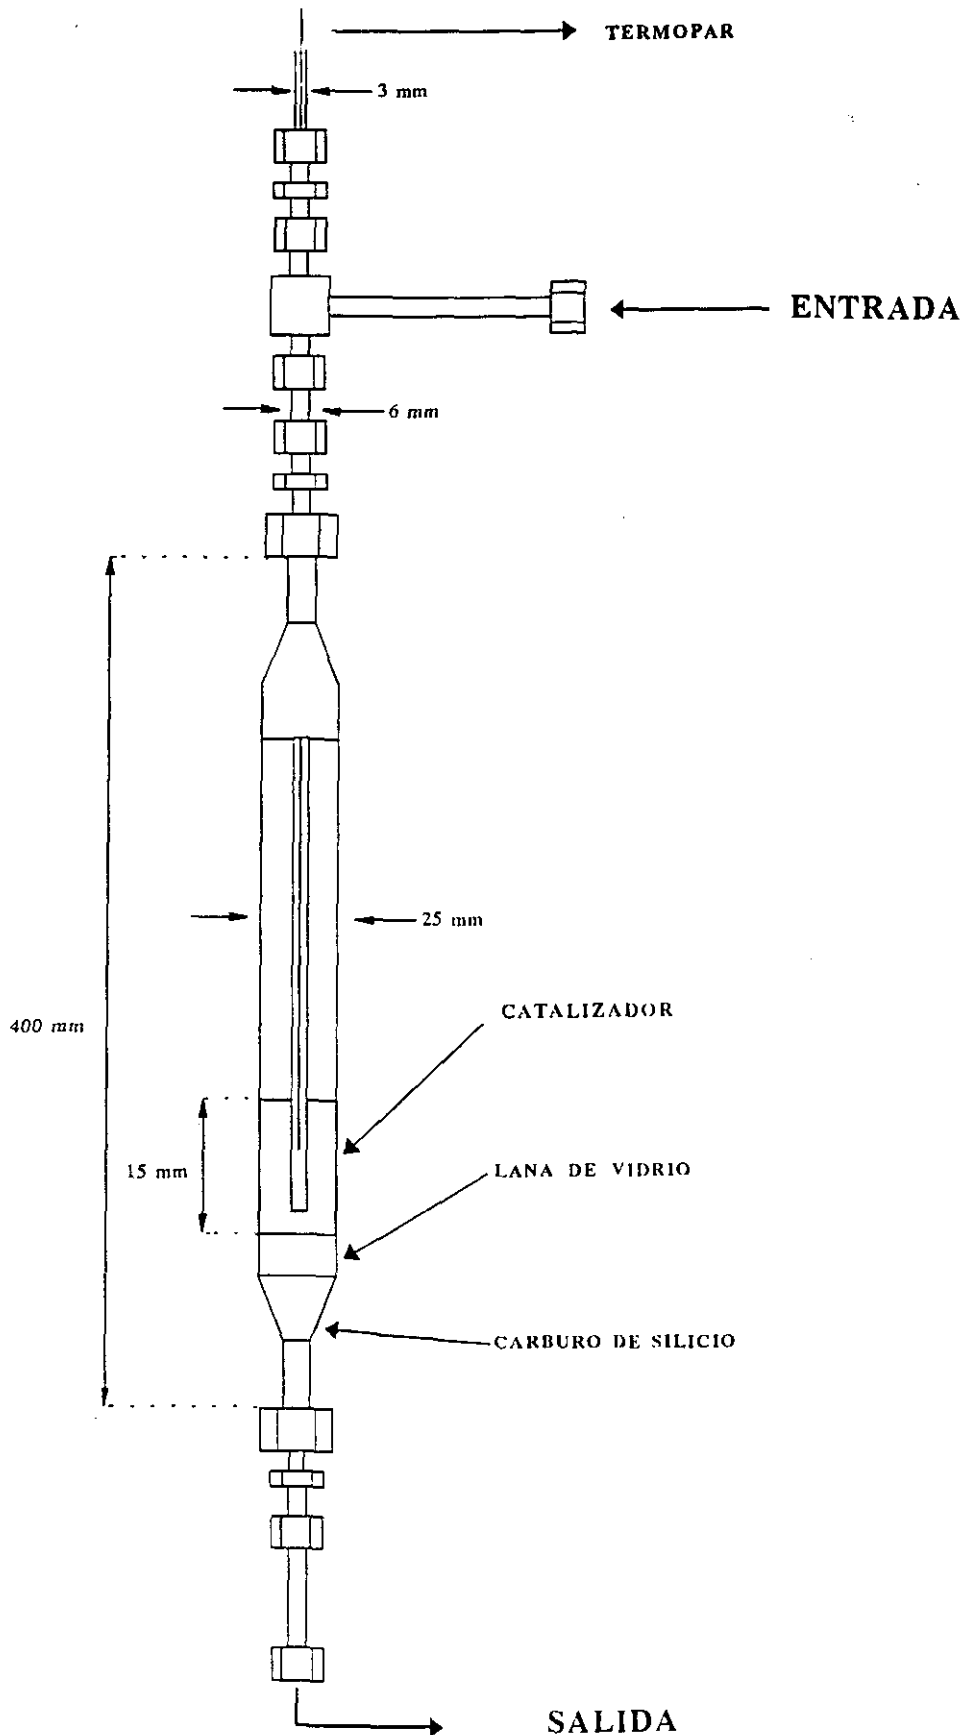 TERMOPAR
3 mm
ENTRADA
6 mm
25 mm
CATALIZADOR
400 mm
15 mm
LANA DE VIDRIO
CARBURO DE SILICIO
SALIDA